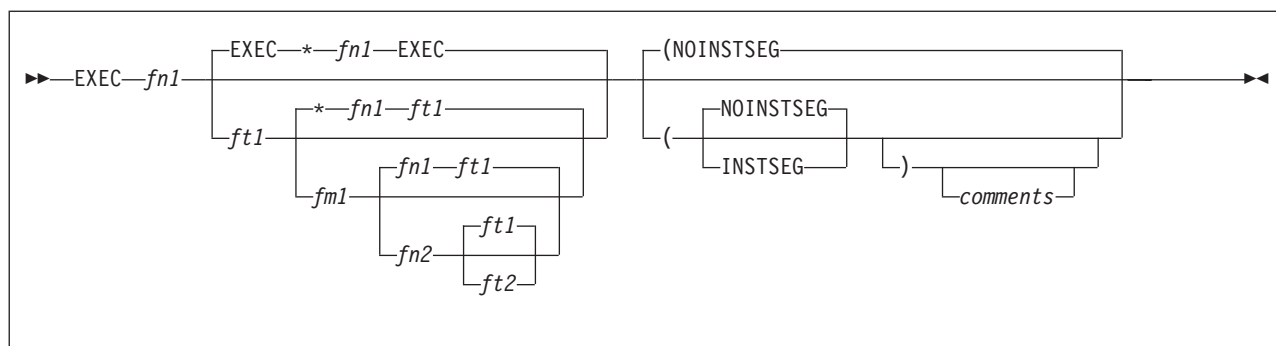 EXEC * fn1 EXEC (NOINSTSEG
EXEC fn1
* fn1 ft1 NOINSTSEG
ft1 (
fn1 ft1 INSTSEG )
fm1 comments
ft1
fn2
ft2